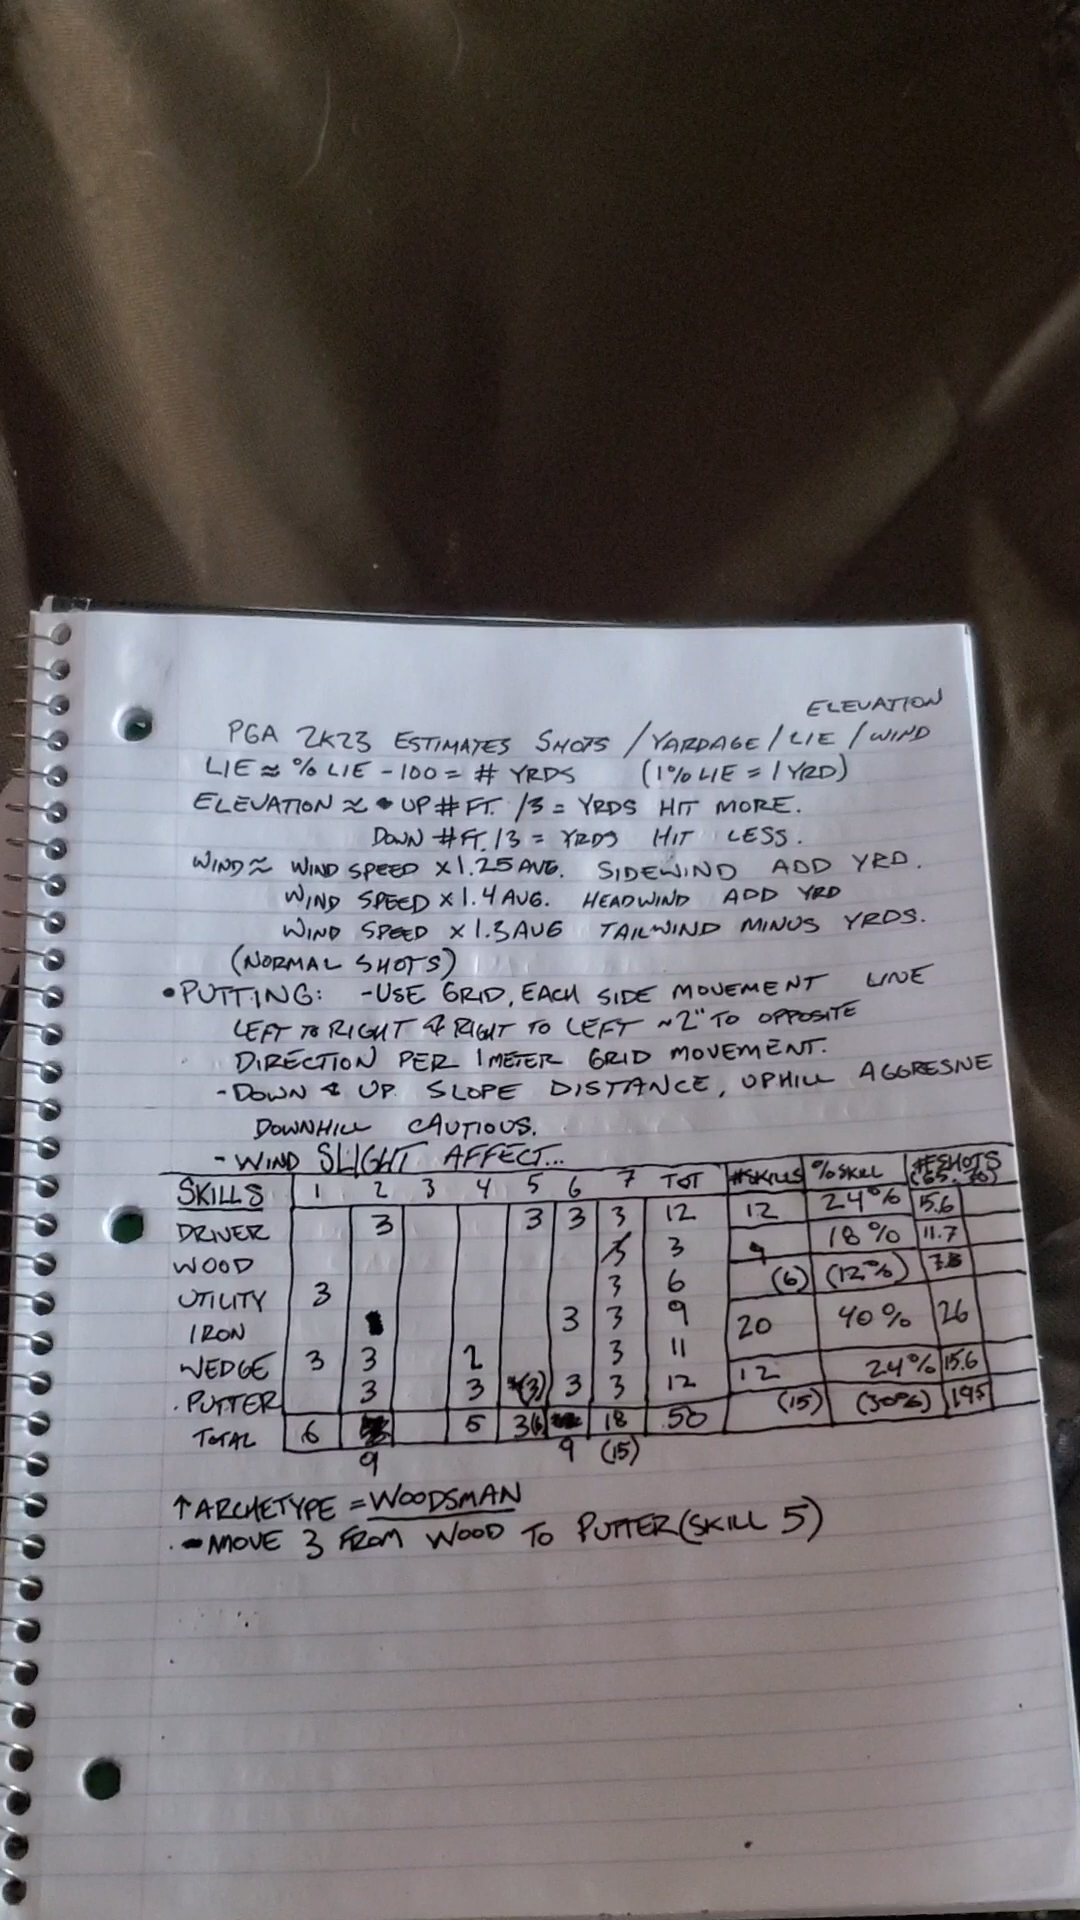 ELEVATION
PGA 2K23 ESTIMATES SHOTS / YARDAGE / LIE / WIND
LIE ≈ % LIE - 100 = # YRDS (1% LIE = 1 YRD)
ELEVATION ≈ UP # FT. /3 = YRDS HIT MORE.
DOWN #FT. /3 = YRDS HIT LESS.
WIND ≈ WIND SPEED X 1.25 AVG. SIDEWIND ADD YRD.
WIND SPEED X 1.4 AVG. HEADWIND ADD YRD
WIND SPEED X 1.3 AVG TAILWIND MINUS YRDS.
(NORMAL SHOTS)
• PUTTING: - USE GRID, EACH SIDE MOVEMENT LINE
LEFT TO RIGHT & RIGHT TO LEFT ~2" TO OPPOSITE
DIRECTION PER 1 METER GRID MOVEMENT.
- DOWN & UP. SLOPE DISTANCE, UPHILL AGGRESIVE
DOWNHILL CAUTIOUS.
- WIND SLIGHT AFFECT...
SKILLS 1 2 3 4 5 6 7 TOT #SKILLS % SKILL #SHOTS
DRIVER 3 3 3 3 12 12 24% 5.6
WOOD 3 3 9 18% 11.7
UTILITY 3 3 6 (6) (12%)
IRON 3 3 9 20 40% 26
WEDGE 3 3 2 3 11 12 24% 15.6
PUTTER 3 3 (3) 3 3 12 (15) (30%)
TOTAL 6 5 18 50
9 9 (15)
↑ ARCHETYPE = WOODSMAN
- MOVE 3 FROM WOOD TO PUTTER (SKILL 5)